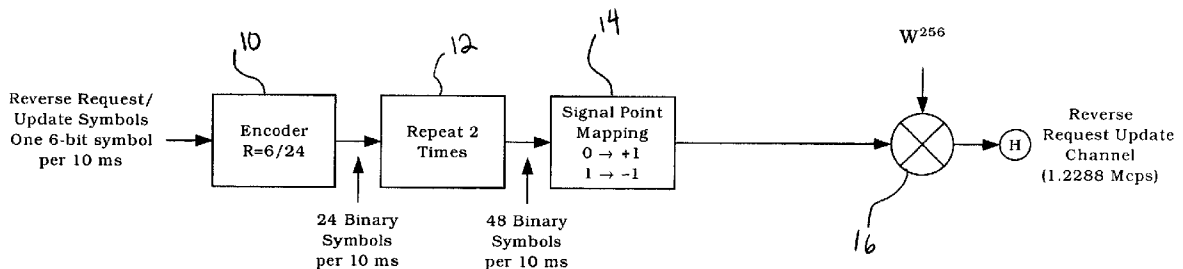 10
12
14
W256
Reverse Request/
Update Symbols
One 6-bit symbol
per 10 ms
Encoder
R=6/24
Repeat 2
Times
Signal Point
Mapping
0 → +1
1 → -1
H
Reverse
Request Update
Channel
(1.2288 Mcps)
24 Binary
Symbols
per 10 ms
48 Binary
Symbols
per 10 ms
16